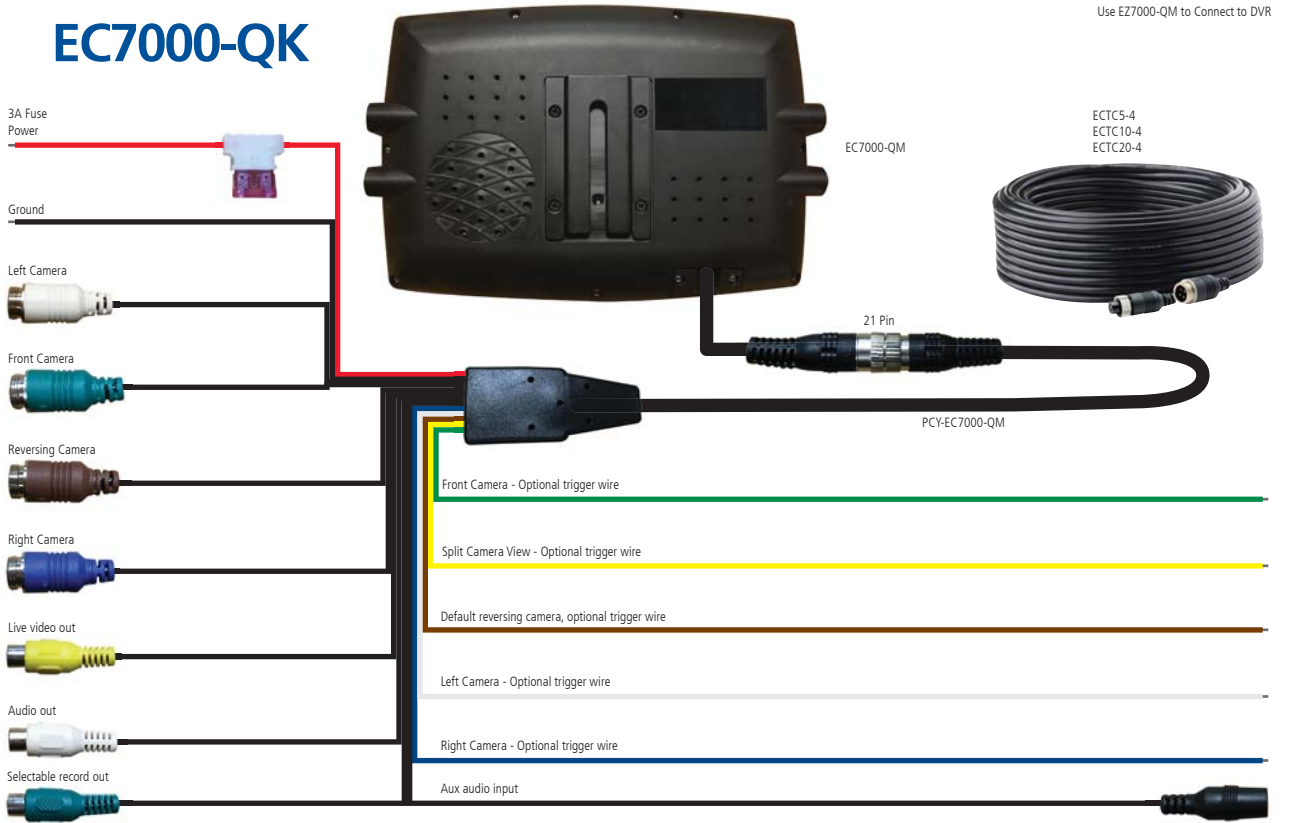 EC7000-QK
Use EZ7000-QM to Connect to DVR
3A Fuse
Power
Ground
Left Camera
Front Camera
Reversing Camera
Right Camera
Live video out
Audio out
Selectable record out
EC7000-QM
ECTC5-4
ECTC10-4
ECTC20-4
21 Pin
PCY-EC7000-QM
Front Camera - Optional trigger wire
Split Camera View - Optional trigger wire
Default reversing camera, optional trigger wire
Left Camera - Optional trigger wire
Right Camera - Optional trigger wire
Aux audio input